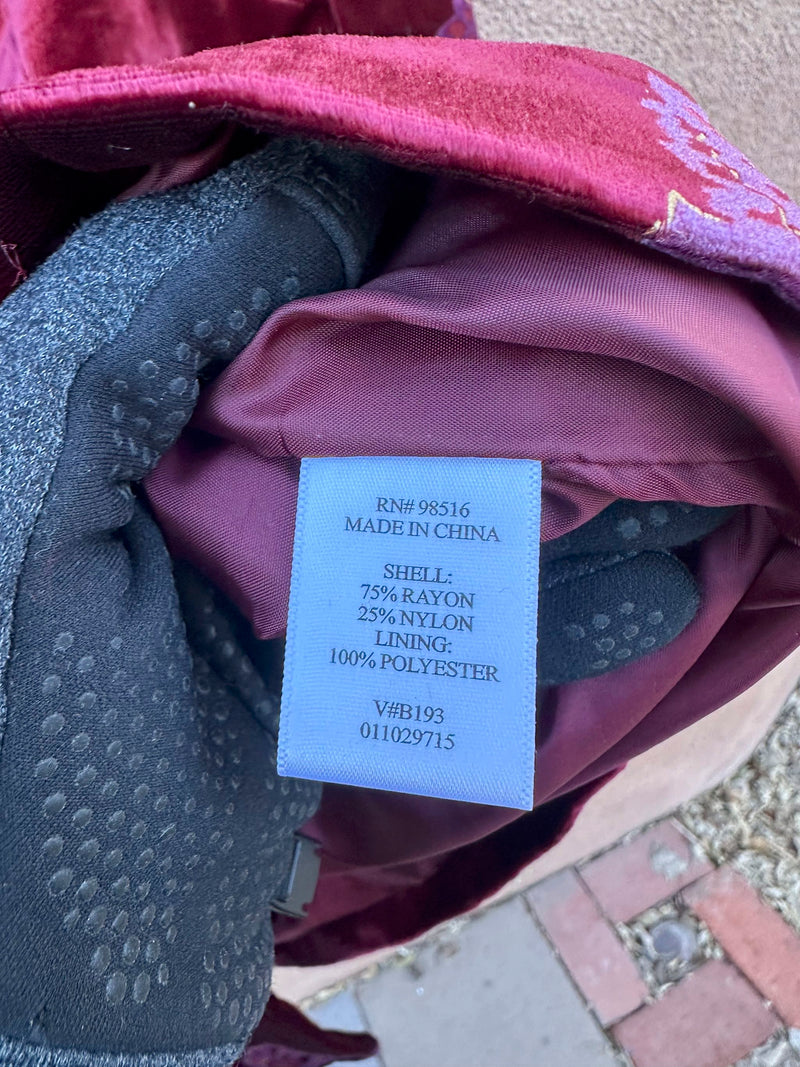 RN# 98516
MADE IN CHINA
SHELL:
75% RAYON
25% NYLON
LINING:
100% POLYESTER
V#B193
011029715